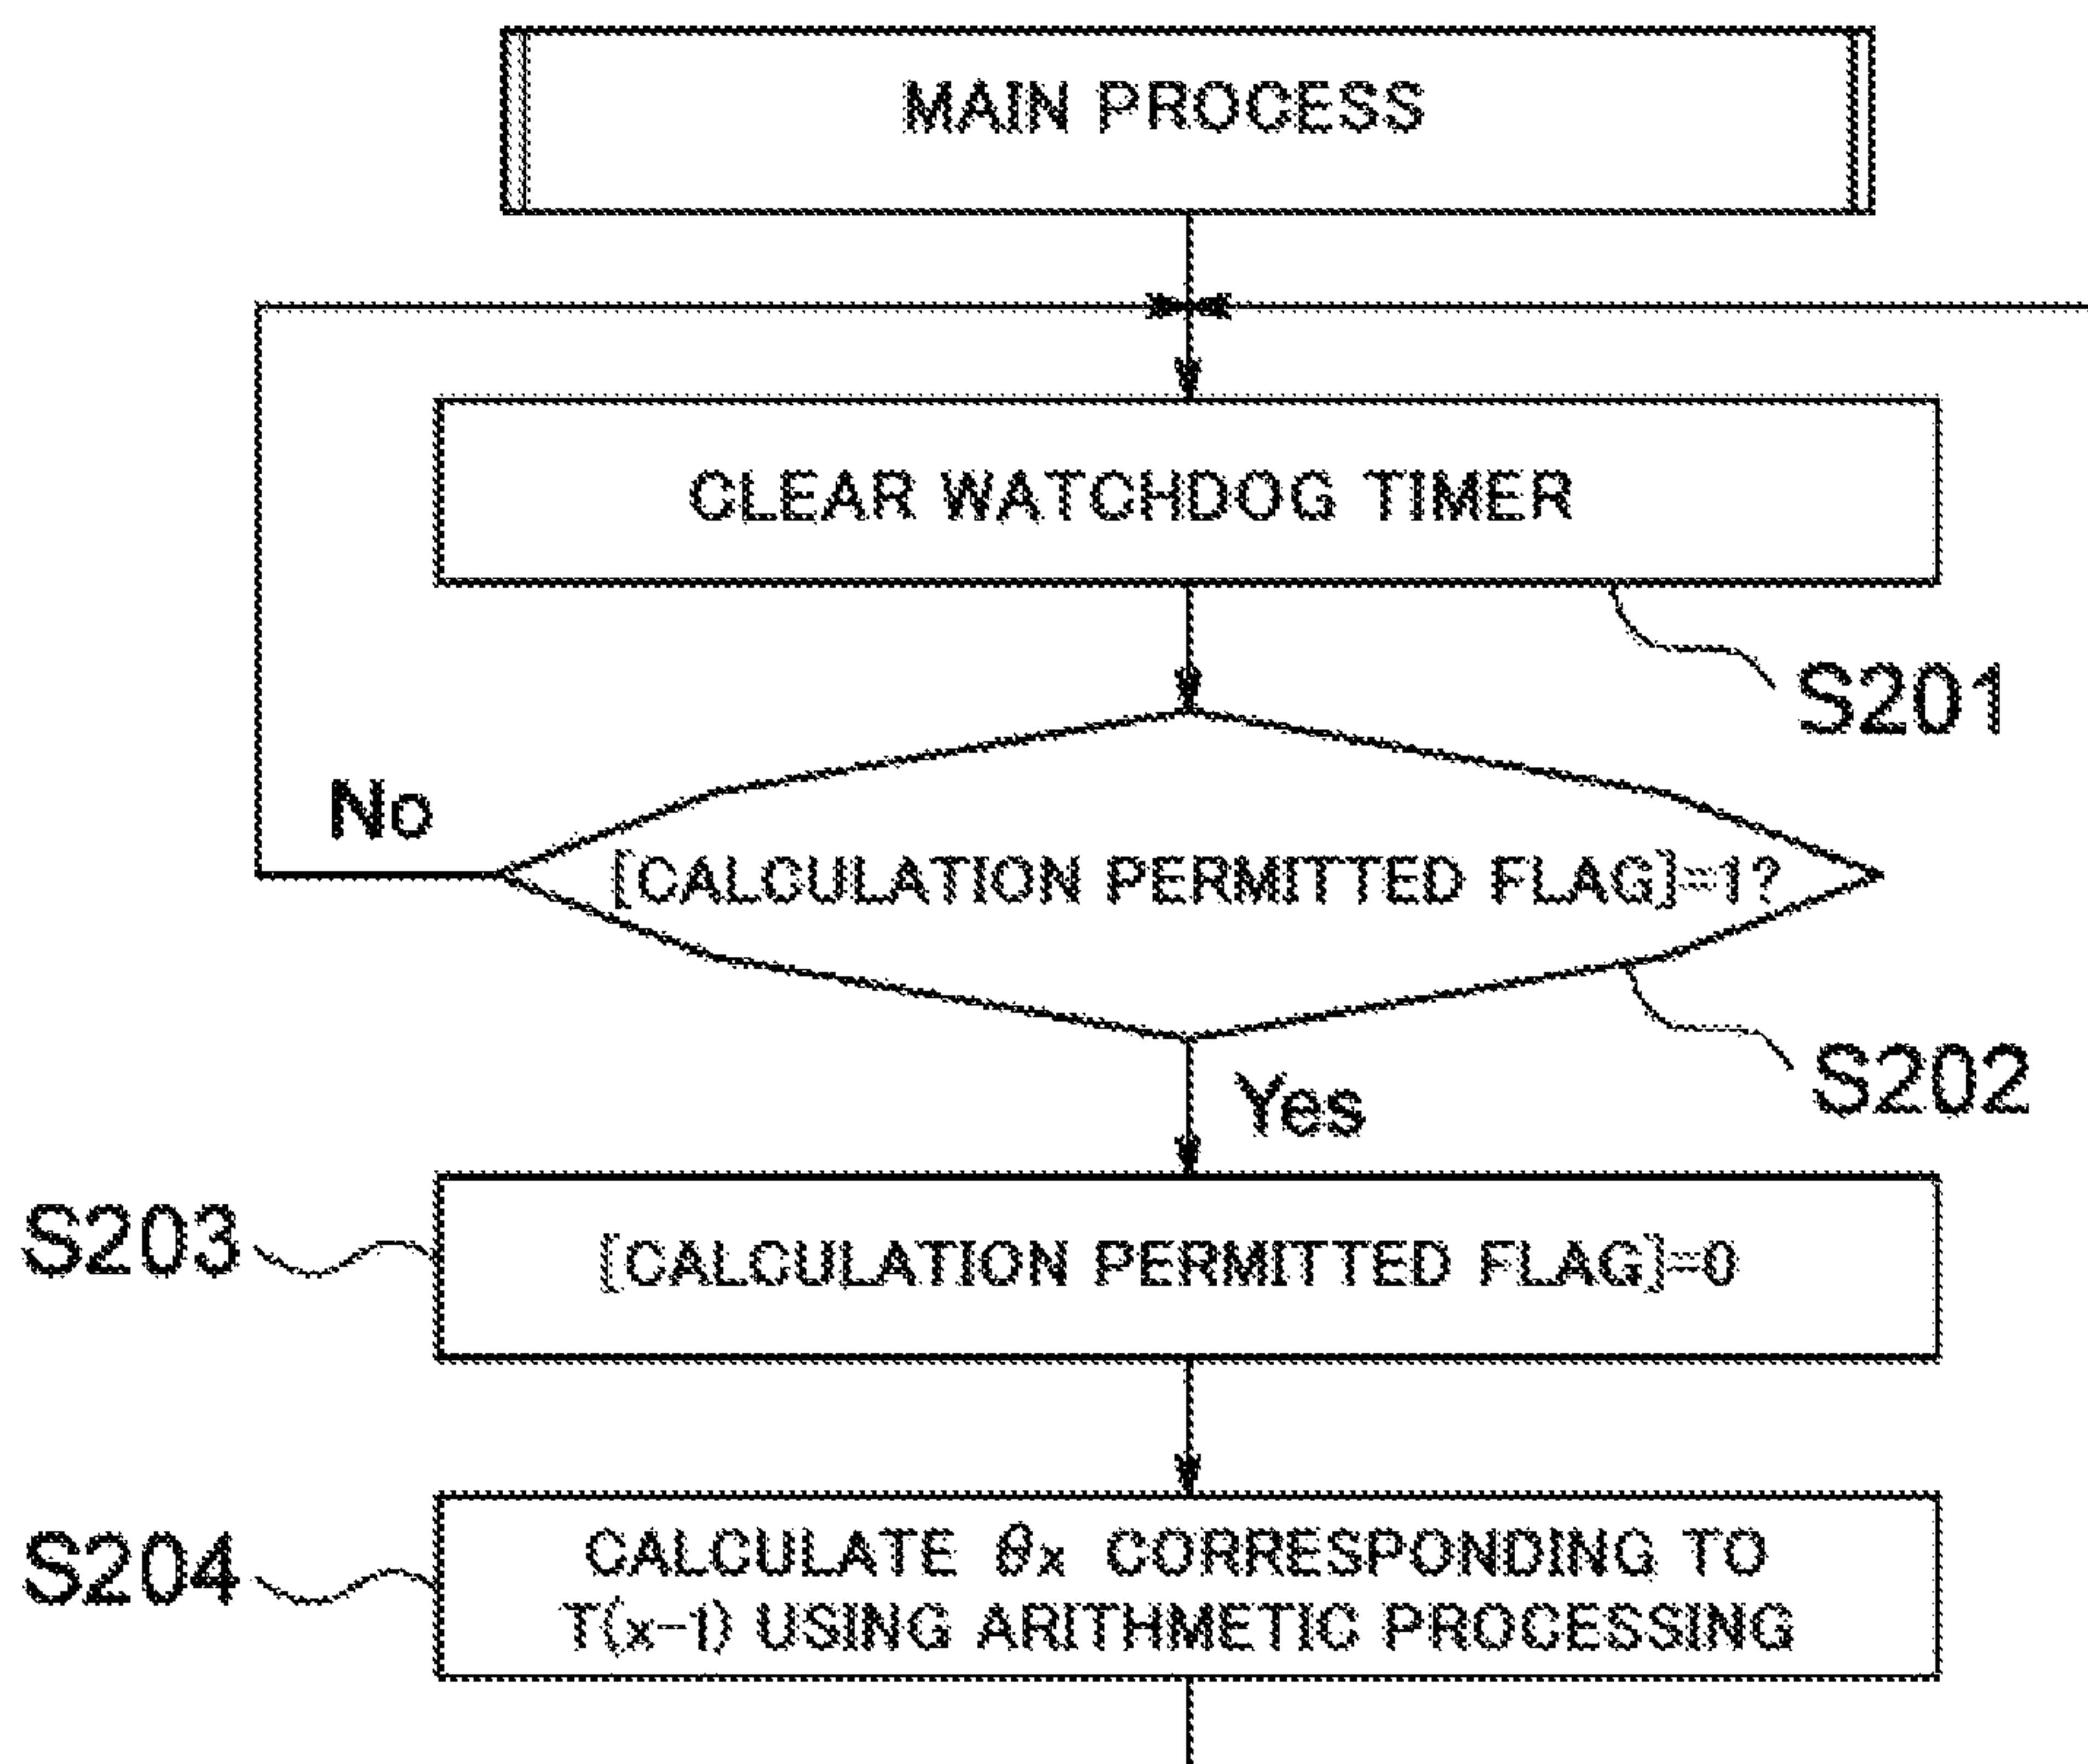 MAIN PROCESS
CLEAR WATCHDOG TIMER
S201
No
[CALCULATION PERMITTED FLAG]=1?
S202
Yes
S203
[CALCULATION PERMITTED FLAG]=0
S204
CALCULATE θx CORRESPONDING TO
T(x-1) USING ARITHMETIC PROCESSING